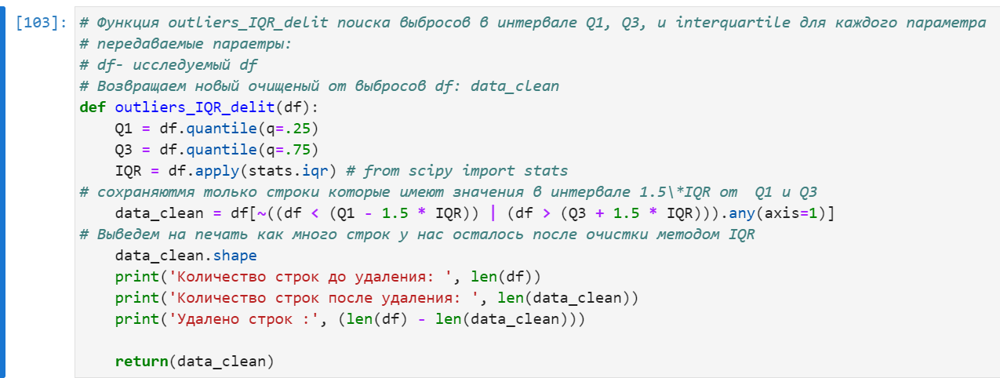 [103]: # Функция outliers_IQR_delit поиска выбросов в интервале Q1, Q3, и interquartile для каждого параметра
# передаваемые параетры:
# df- исследуемый df
# Возвращаем новый очищеный от выбросов df: data_clean
def outliers_IQR_delit(df):
    Q1 = df.quantile(q=.25)
    Q3 = df.quantile(q=.75)
    IQR = df.apply(stats.iqr) # from scipy import stats
# сохраняютмя только строки которые имеют значения в интервале 1.5\*IQR от  Q1 и Q3
    data_clean = df[~((df < (Q1 - 1.5 * IQR)) | (df > (Q3 + 1.5 * IQR))).any(axis=1)]
# Выведем на печать как много строк у нас осталось после очистки методом IQR
    data_clean.shape
    print('Количество строк до удаления: ', len(df))
    print('Количество строк после удаления: ', len(data_clean))
    print('Удалено строк :', (len(df) - len(data_clean)))
    return(data_clean)